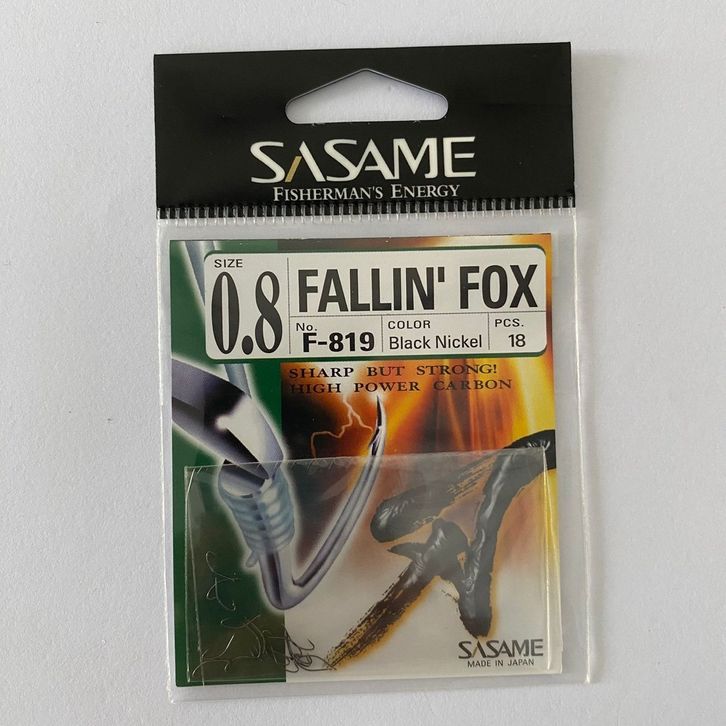 SASAME
FISHERMAN'S ENERGY
SIZE
0.8
FALLIN' FOX
No. F-819
COLOR Black Nickel
PCS. 18
SHARP BUT STRONG!
HIGH POWER CARBON
SASAME
MADE IN JAPAN